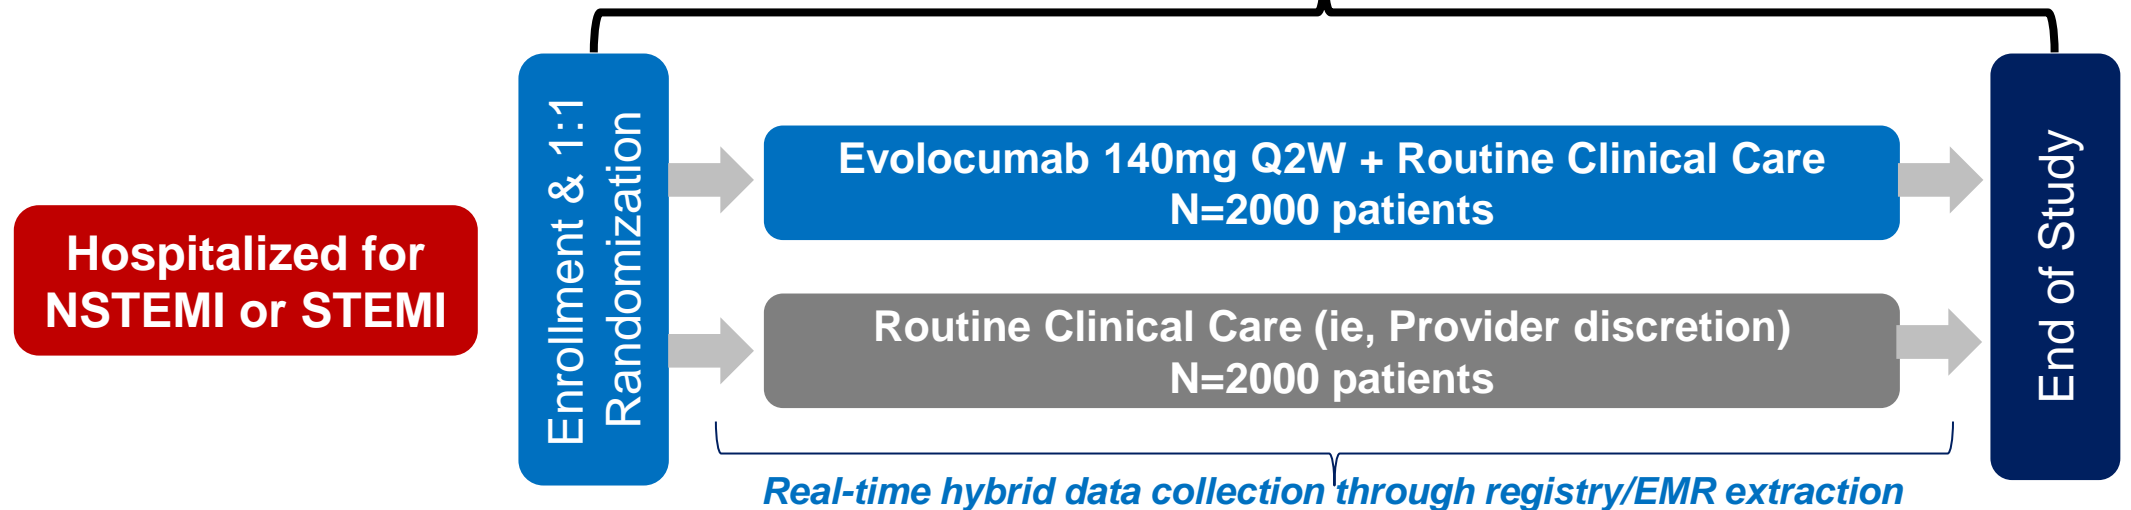 Hospitalized for
NSTEMI or STEMI
Enrollment & 1:1
Randomization
Evolocumab 140mg Q2W + Routine Clinical Care
N=2000 patients
Routine Clinical Care (ie, Provider discretion)
N=2000 patients
End of Study
Real-time hybrid data collection through registry/EMR extraction